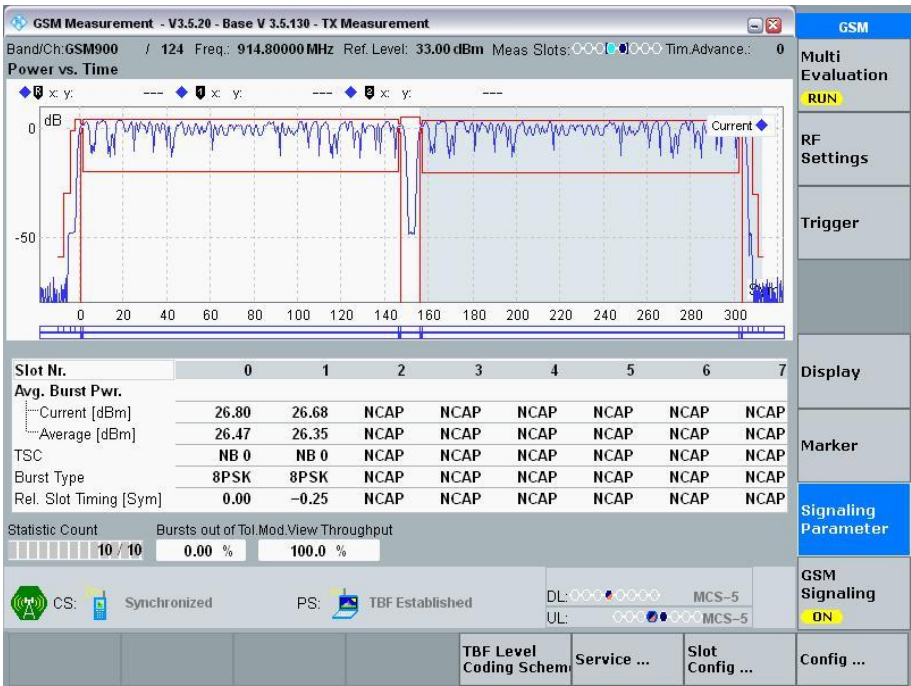 GSM Measurement - V3.5.20 - Base V 3.5.130 - TX Measurement
GSM
Band/Ch:GSM900 / 124 Freq.: 914.80000 MHz Ref. Level: 33.00 dBm Meas Slots: Tim.Advance.: 0
Power vs. Time
Multi
Evaluation
RUN
R x: y: --- 1 x: y: --- 2 x: y: ---
dB
Current
0
-50
0 20 40 60 80 100 120 140 160 180 200 220 240 260 280 300
RF
Settings
Trigger
Slot Nr. 0 1 2 3 4 5 6 7
Avg. Burst Pwr.
Current [dBm] 26.80 26.68 NCAP NCAP NCAP NCAP NCAP NCAP
Average [dBm] 26.47 26.35 NCAP NCAP NCAP NCAP NCAP NCAP
TSC NB 0 NB 0 NCAP NCAP NCAP NCAP NCAP NCAP
Burst Type 8PSK 8PSK NCAP NCAP NCAP NCAP NCAP NCAP
Rel. Slot Timing [Sym] 0.00 -0.25 NCAP NCAP NCAP NCAP NCAP NCAP
Display
Marker
Signaling
Parameter
Statistic Count Bursts out of Tol. Mod.View Throughput
10 / 10 0.00 % 100.0 %
CS: Synchronized PS: TBF Established
DL: MCS-5
UL: MCS-5
GSM
Signaling
ON
TBF Level
Coding Schem
Service ...
Slot
Config ...
Config ...